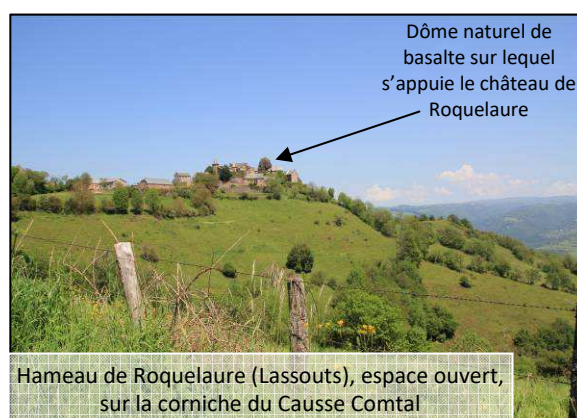 Dôme naturel de
basalte sur lequel
s'appuie le château de
Roquelaure
Hameau de Roquelaure (Lassouts), espace ouvert,
sur la corniche du Causse Comtal